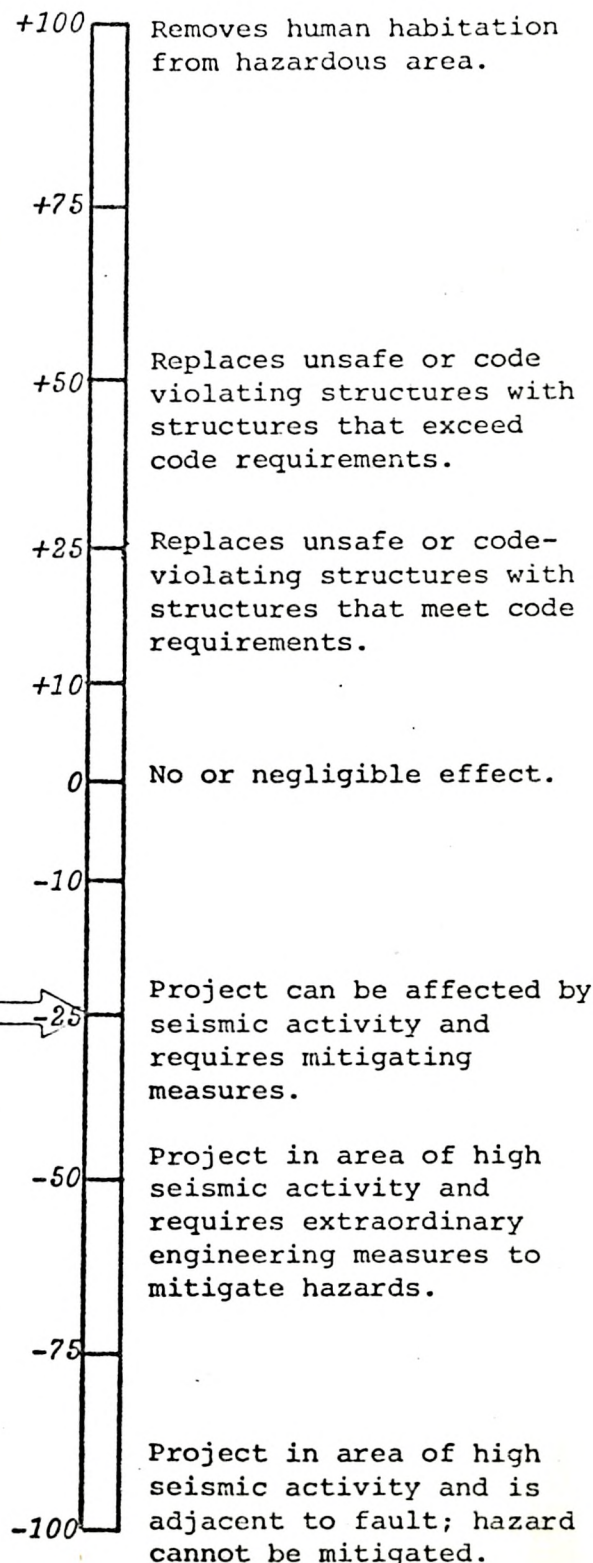 +100 Removes human habitation
from hazardous area.
+75
Replaces unsafe or code
+50 violating structures with
structures that exceed
code requirements.
+25 Replaces unsafe or code-
violating structures with
structures that meet code
requirements.
+10
0 No or negligible effect.
-10
Project can be affected by
-25 seismic activity and
requires mitigating
measures.
Project in area of high
-50 seismic activity and
requires extraordinary
engineering measures to
mitigate hazards.
-75
Project in area of high
seismic activity and is
-100 adjacent to fault; hazard
cannot be mitigated.